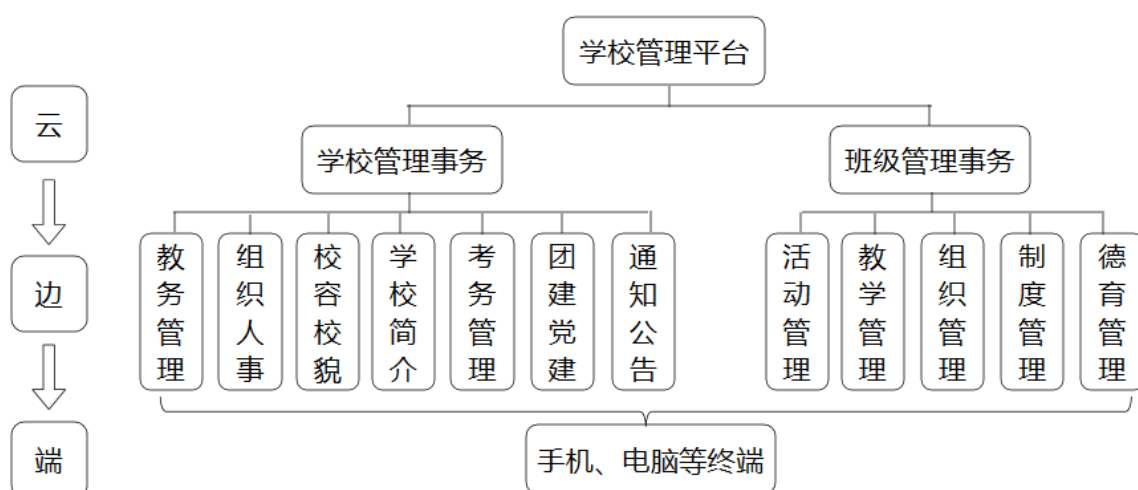 学校管理平台
云
学校管理事务
班级管理事务
教务管理
组织人事
校容校貌
学校简介
考务管理
团建党建
通知公告
活动管理
教学管理
组织管理
制度管理
德育管理
边
端
手机、电脑等终端